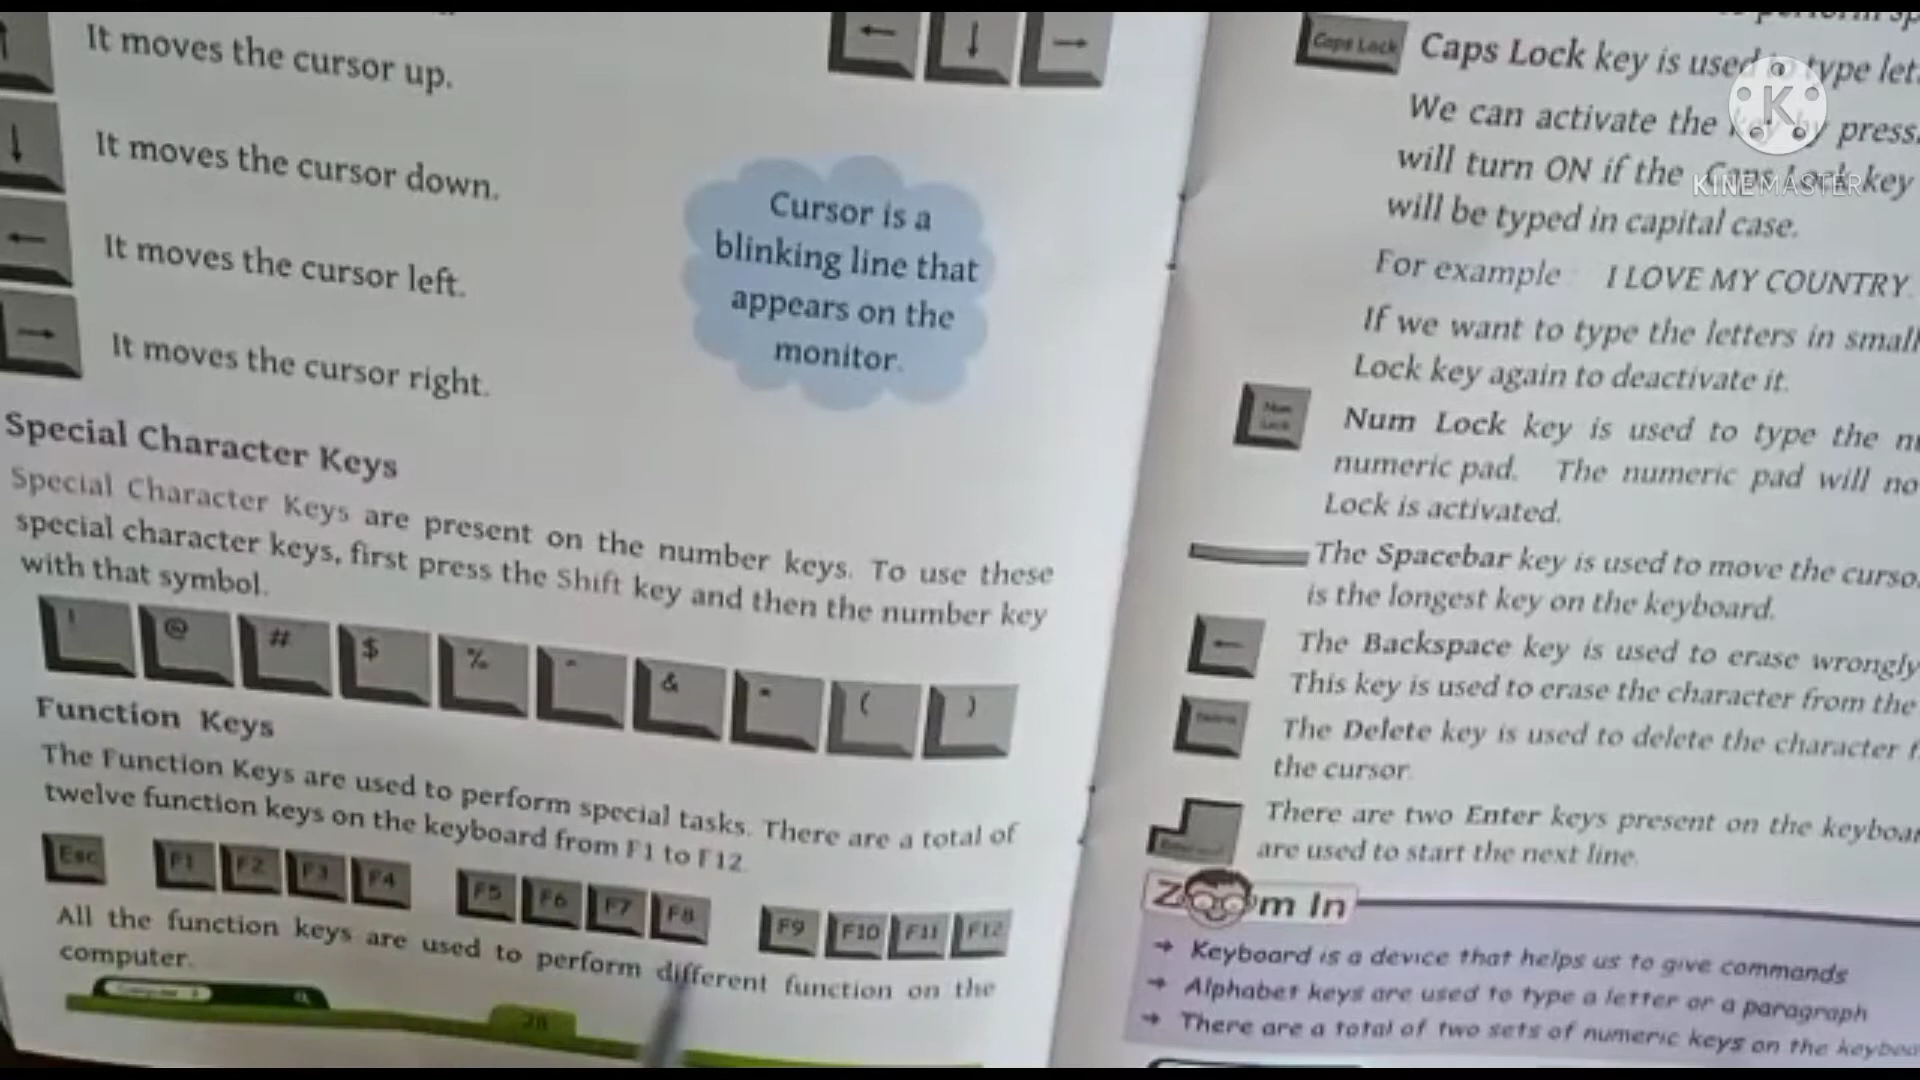 It moves the cursor up.
It moves the cursor down.
It moves the cursor left.
It moves the cursor right.
Cursor is a
blinking line that
appears on the
monitor.
Special Character Keys
Special Character Keys are present on the number keys. To use these
special character keys, first press the Shift key and then the number key
with that symbol.
! @ # $ % & ( )
Function Keys
The Function Keys are used to perform special tasks. There are a total of
twelve function keys on the keyboard from F1 to F12.
Esc F1 F2 F3 F4 F5 F6 F7 F8 F9 F10 F11 F12
All the function keys are used to perform different function on the
computer.
28
Caps Lock
Caps Lock key is used to type
We can activate the key by
will turn ON if the Caps Lock key
will be typed in capital case.
For example : I LOVE MY COUNTRY.
If we want to type the letters in small
Lock key again to deactivate it.
Num
Lock
Num Lock key is used to type the
numeric pad. The numeric pad will
Lock is activated.
The Spacebar key is used to move the
is the longest key on the keyboard.
The Backspace key is used to erase wrongly
This key is used to erase the character from the
Delete
The Delete key is used to delete the character
the cursor.
There are two Enter keys present on the
are used to start the next line.
Zoom In
Keyboard is a device that helps us to give commands
Alphabet keys are used to type a letter or a paragraph
There are a total of two sets of numeric keys on the
KINEMASTER